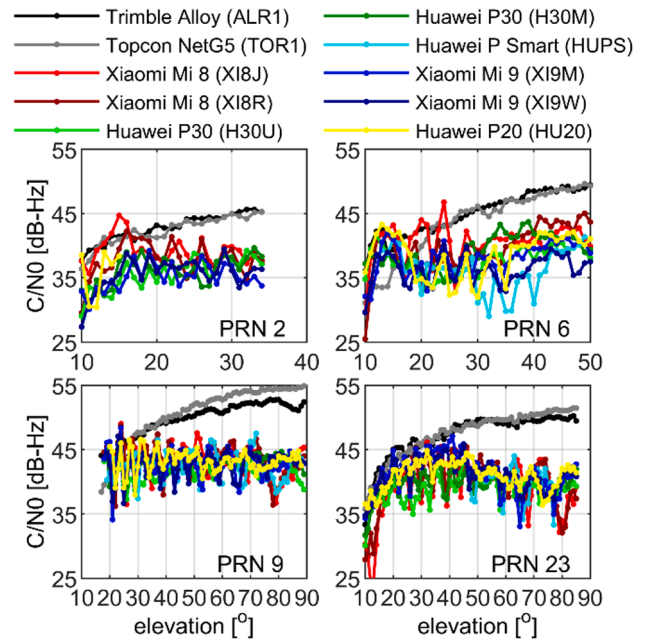 Trimble Alloy (ALR1) Huawei P30 (H30M)
Topcon NetG5 (TOR1) Huawei P Smart (HUPS)
Xiaomi Mi 8 (XI8J) Xiaomi Mi 9 (XI9M)
Xiaomi Mi 8 (XI8R) Xiaomi Mi 9 (XI9W)
Huawei P30 (H30U) Huawei P20 (HU20)
55 55
45 45
35 35
25 25
C/N0 [dB-Hz]
PRN 2 PRN 6
10 20 30 40 10 20 30 40 50
55 55
45 45
35 35
25 25
C/N0 [dB-Hz]
PRN 9 PRN 23
10 20 30 40 50 60 70 80 90 10 20 30 40 50 60 70 80 90
elevation [o] elevation [o]